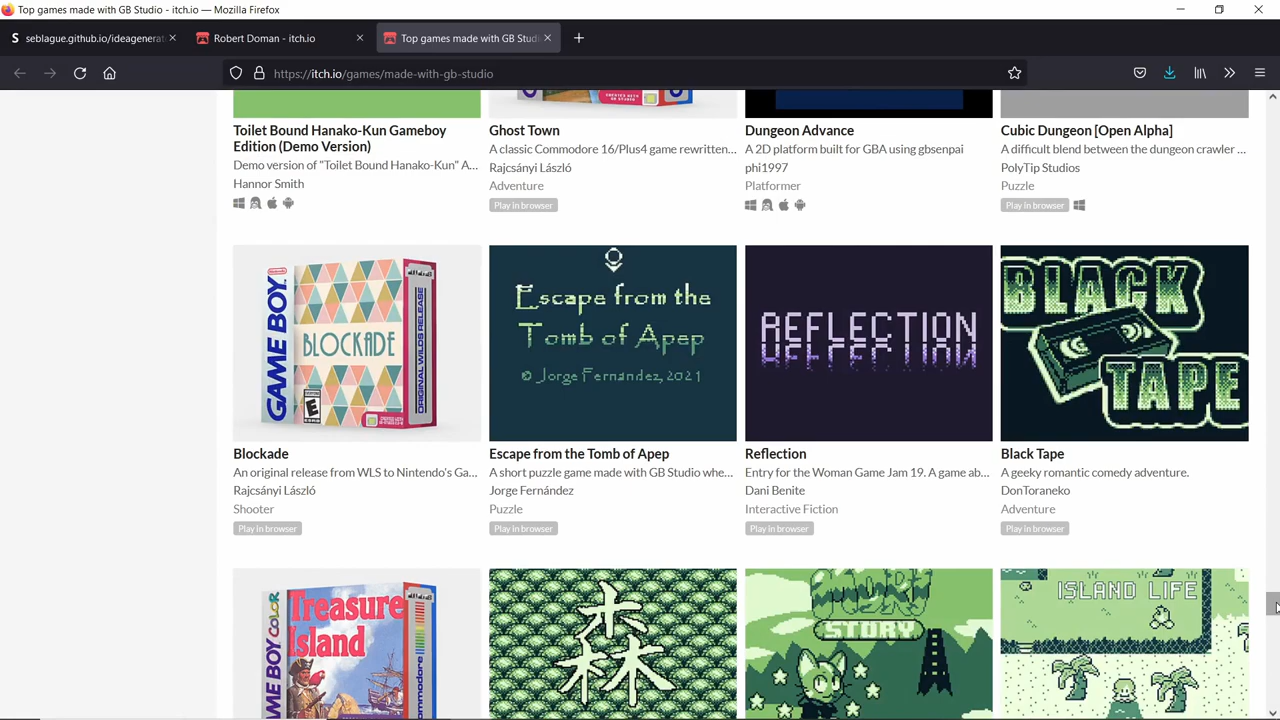 Top games made with GB Studio - itch.io — Mozilla Firefox
seblague.github.io/ideagenerat
Robert Doman - itch.io
Top games made with GB Studi
https://itch.io/games/made-with-gb-studio
Toilet Bound Hanako-Kun Gameboy
Edition (Demo Version)
Demo version of "Toilet Bound Hanako-Kun" A...
Hannor Smith
Ghost Town
A classic Commodore 16/Plus4 game rewritten...
Rajcsányi László
Adventure
Play in browser
Dungeon Advance
A 2D platform built for GBA using gbsenpai
phi1997
Platformer
Cubic Dungeon [Open Alpha]
A difficult blend between the dungeon crawler ...
PolyTip Studios
Puzzle
Play in browser
Nintendo
GAME BOY
BLOCKADE
ORIGINAL WLS RELEASE
E
Blockade
An original release from WLS to Nintendo's Ga...
Rajcsányi László
Shooter
Play in browser
Escape from the
Tomb of Apep
© Jorge Fernández, 2021
Escape from the Tomb of Apep
A short puzzle game made with GB Studio whe...
Jorge Fernández
Puzzle
Play in browser
REFLECTION
Reflection
Entry for the Woman Game Jam 19. A game ab...
Dani Benite
Interactive Fiction
Play in browser
BLACK
TAPE
Black Tape
A geeky romantic comedy adventure.
DonToraneko
Adventure
Play in browser
GAME BOY COLOR
Treasure
Island
Commodore
森
STORY
ISLAND LIFE